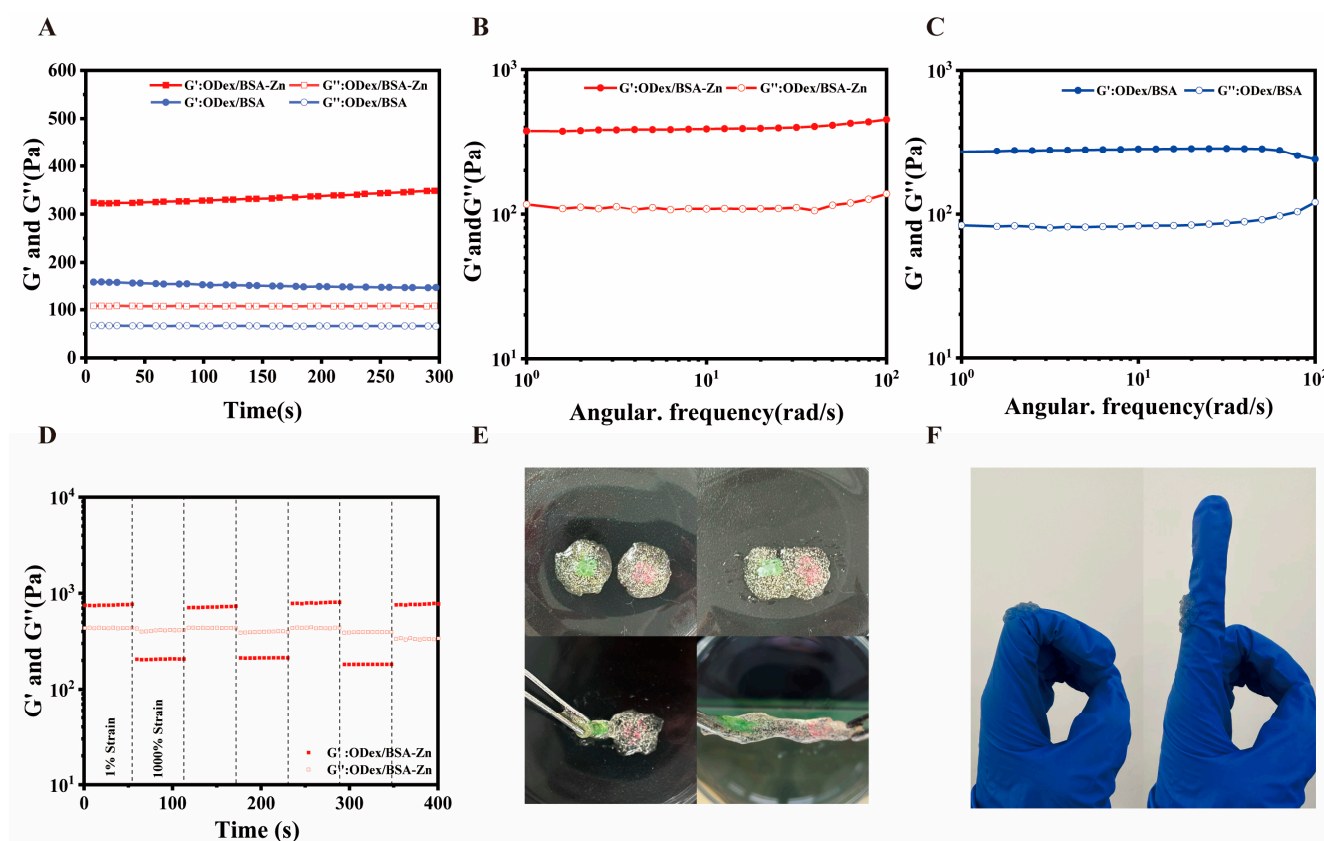 A
G' and G''(Pa)
600
500
400
300
200
100
0
G':ODex/BSA-Zn G'':ODex/BSA-Zn
G':ODex/BSA G'':ODex/BSA
0 50 100 150 200 250 300
Time(s)
B
G'andG''(Pa)
10³
10²
10¹
G':ODex/BSA-Zn G'':ODex/BSA-Zn
10⁰ 10¹ 10²
Angular. frequency(rad/s)
C
G' and G''(Pa)
10³
10²
10¹
G':ODex/BSA G'':ODex/BSA
10⁰ 10¹ 10²
Angular. frequency(rad/s)
D
G' and G''(Pa)
10⁴
10³
10²
10¹
1% Strain
1000% Strain
G' :ODex/BSA-Zn
G'':ODex/BSA-Zn
0 100 200 300 400
Time (s)
E
F